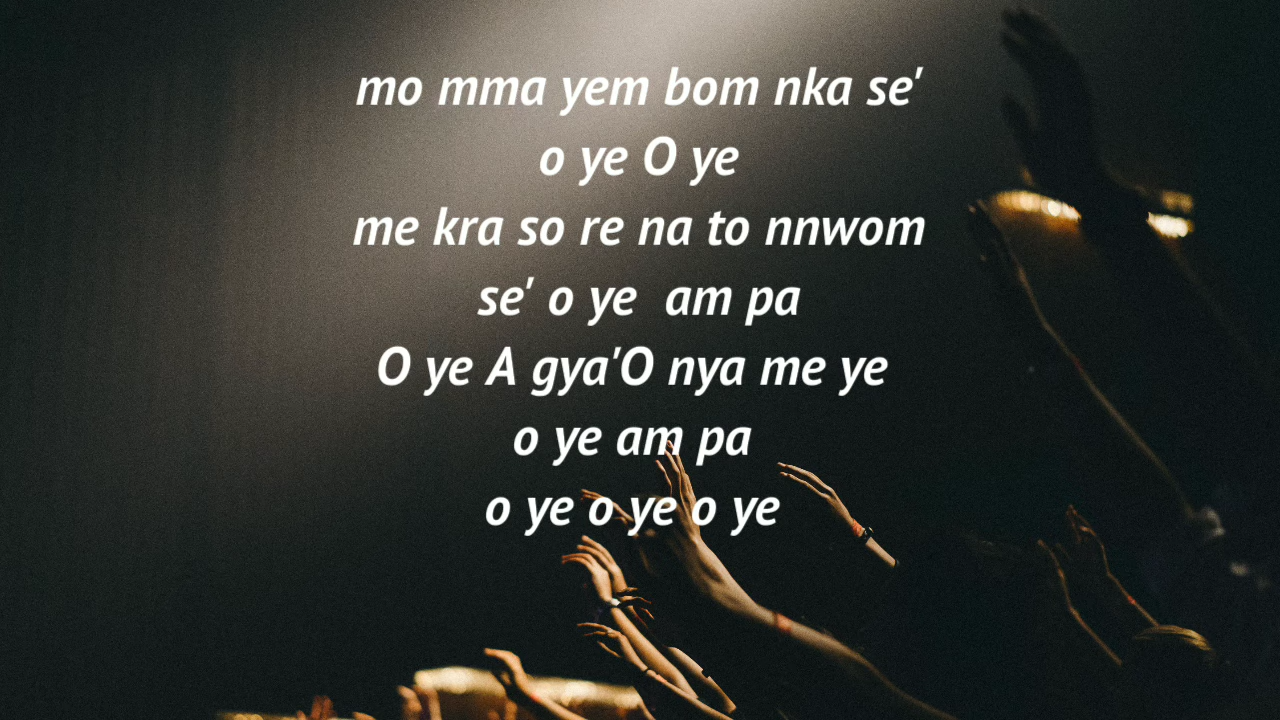 mo mma yem bom nka se'
o ye O ye
me kra so re na to nnwom
se' o ye  am pa
O ye A gya'O nya me ye
o ye am pa
o ye o ye o ye